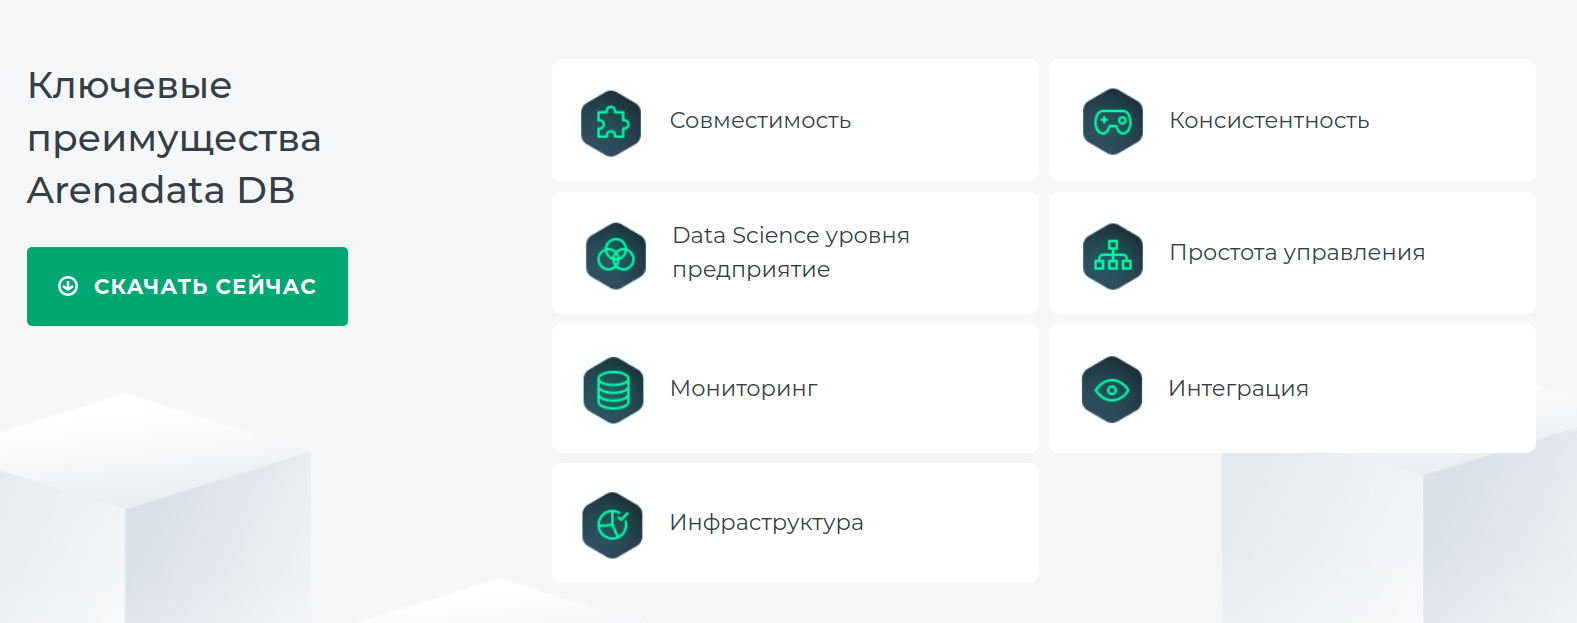 Ключевые
преимущества
Arenadata DB
СКАЧАТЬ СЕЙЧАС
Совместимость
Консистентность
Data Science уровня
предприятие
Простота управления
Мониторинг
Интеграция
Инфраструктура